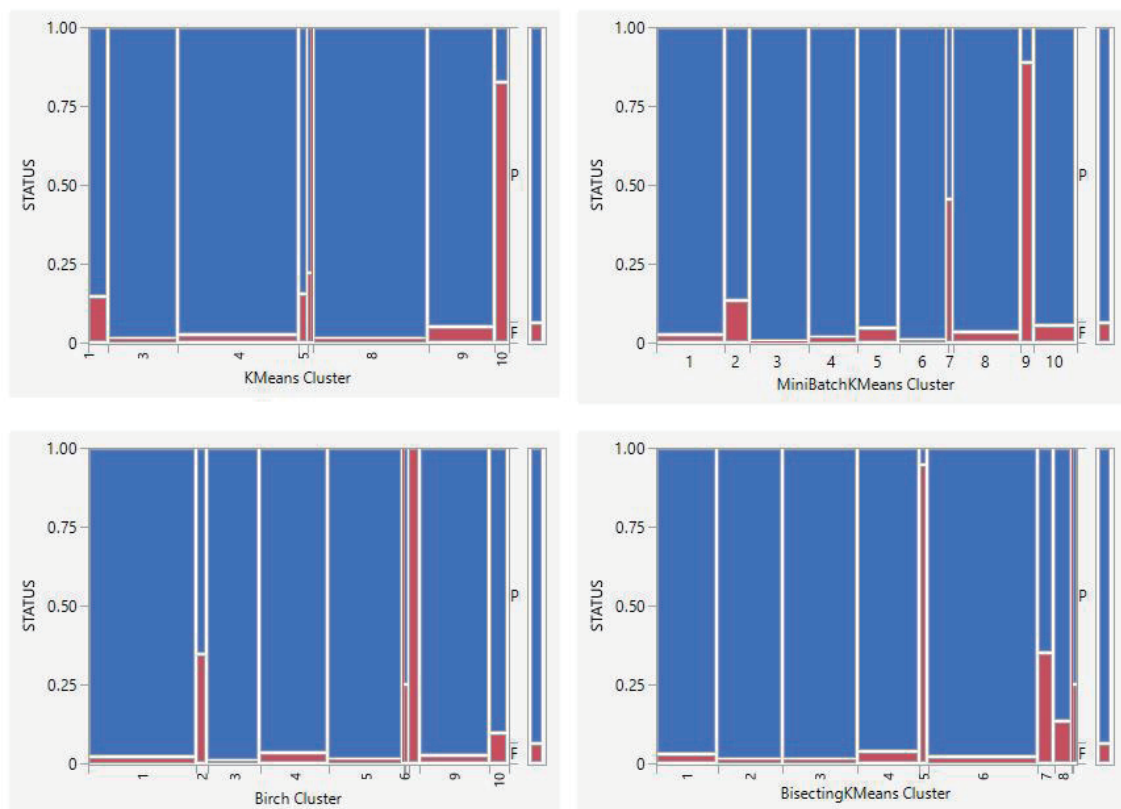 1.00
0.75
0.50
0.25
0
STATUS
P
F
1 3 4 5 8 9 10
KMeans Cluster
1.00
0.75
0.50
0.25
0
STATUS
P
F
1 2 3 4 5 6 7 8 9 10
MiniBatchKMeans Cluster
1.00
0.75
0.50
0.25
0
STATUS
P
F
1 2 3 4 5 6 9 10
Birch Cluster
1.00
0.75
0.50
0.25
0
STATUS
P
F
1 2 3 4 5 6 7 8
BisectingKMeans Cluster